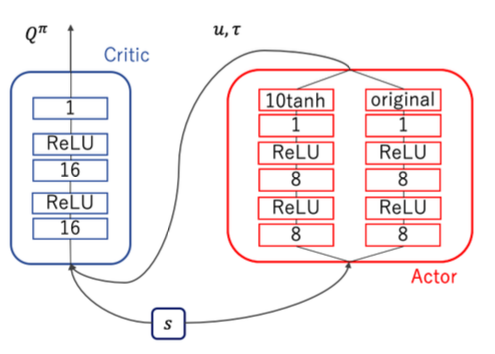 Qπ
u, τ
Critic
1
ReLU
16
ReLU
16
10tanh
1
ReLU
8
ReLU
8
original
1
ReLU
8
ReLU
8
Actor
s